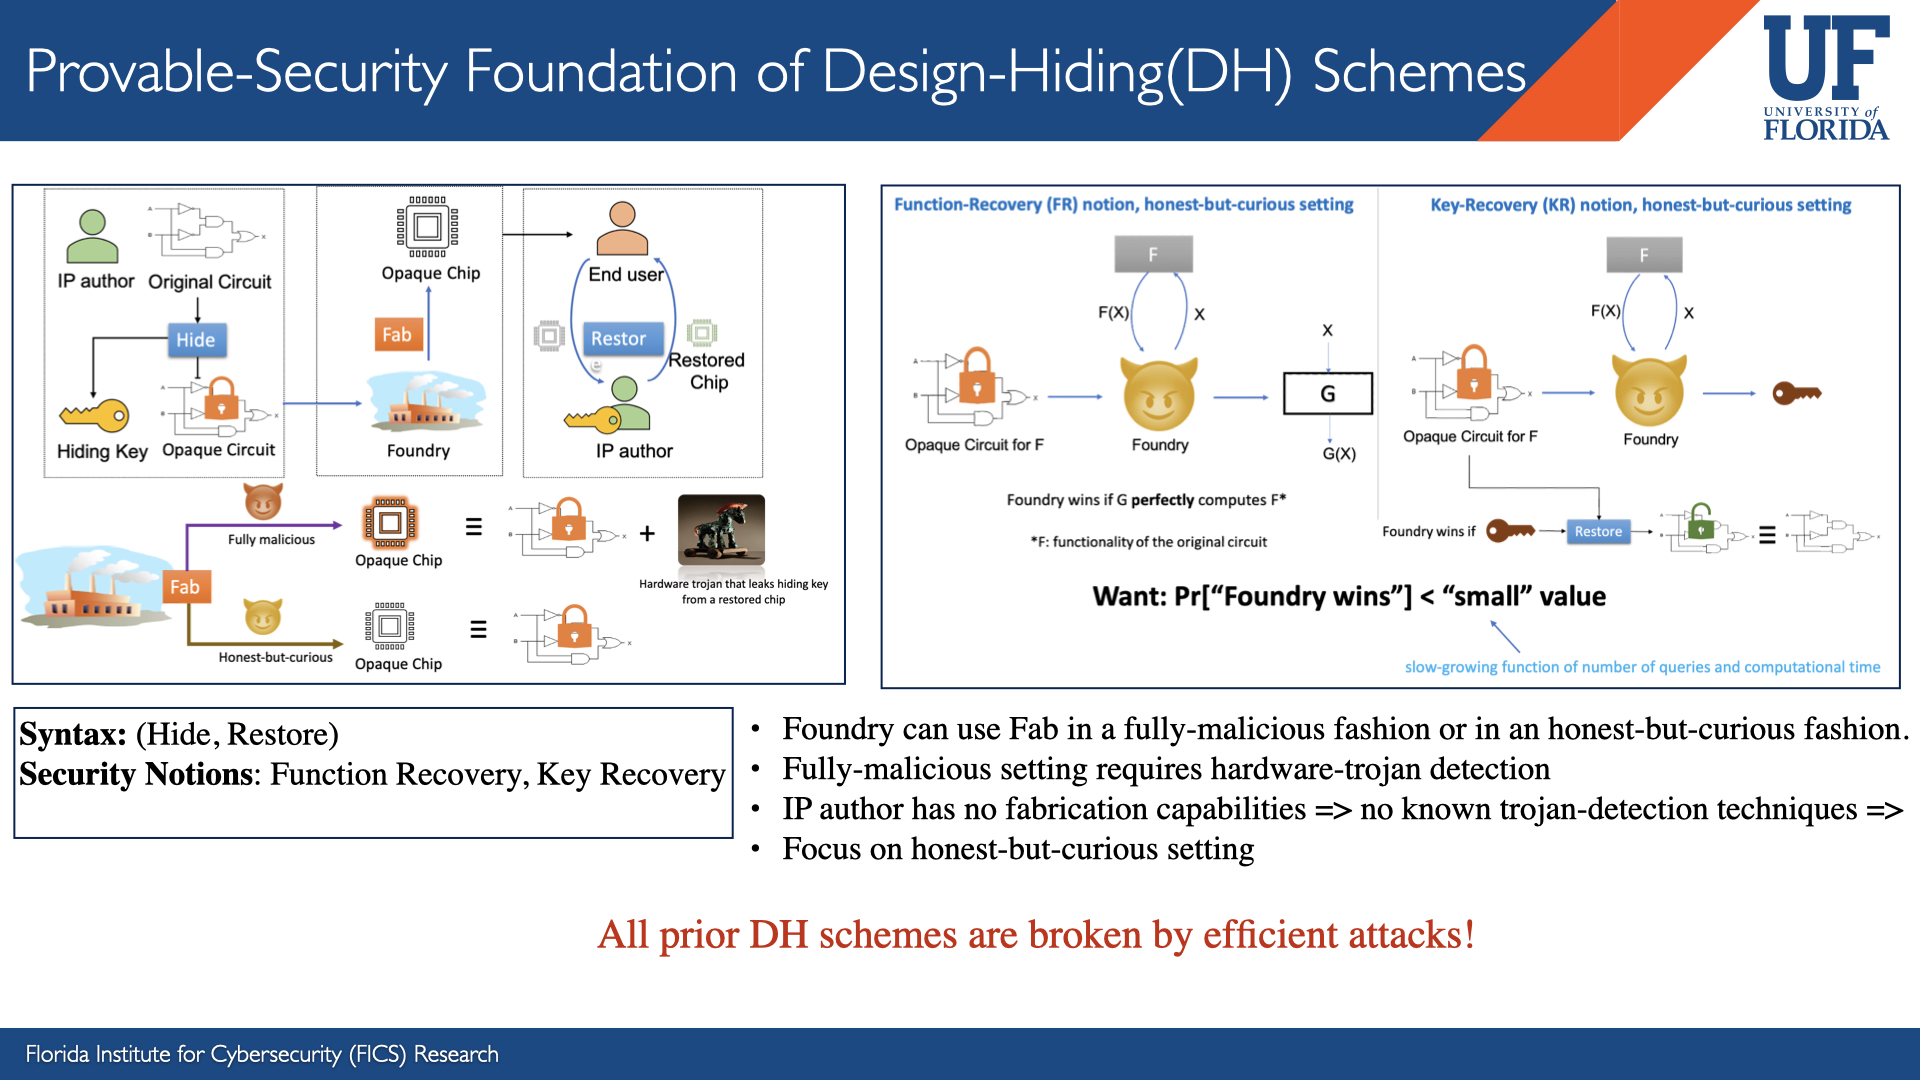 Provable-Security Foundation of Design-Hiding(DH) Schemes
UF
UNIVERSITY of
FLORIDA
IP author
Original Circuit
A
B
X
Hide
Hiding Key
Opaque Circuit
A
B
X
Opaque Chip
Fab
Foundry
End user
Restor
e
Restored
Chip
IP author
Fab
Fully malicious
Opaque Chip
≡
A
B
X
+
Hardware trojan that leaks hiding key
from a restored chip
Honest-but-curious
Opaque Chip
≡
A
B
X
Function-Recovery (FR) notion, honest-but-curious setting
F
F(X)
X
A
B
X
Opaque Circuit for F
Foundry
X
G
G(X)
Foundry wins if G perfectly computes F*
*F: functionality of the original circuit
Key-Recovery (KR) notion, honest-but-curious setting
F
F(X)
X
A
B
X
Opaque Circuit for F
Foundry
Foundry wins if
Restore
A
B
X
≡
A
B
X
Want: Pr[“Foundry wins”] < “small” value
slow-growing function of number of queries and computational time
Syntax: (Hide, Restore)
Security Notions: Function Recovery, Key Recovery
• Foundry can use Fab in a fully-malicious fashion or in an honest-but-curious fashion.
• Fully-malicious setting requires hardware-trojan detection
• IP author has no fabrication capabilities => no known trojan-detection techniques =>
• Focus on honest-but-curious setting
All prior DH schemes are broken by efficient attacks!
Florida Institute for Cybersecurity (FICS) Research